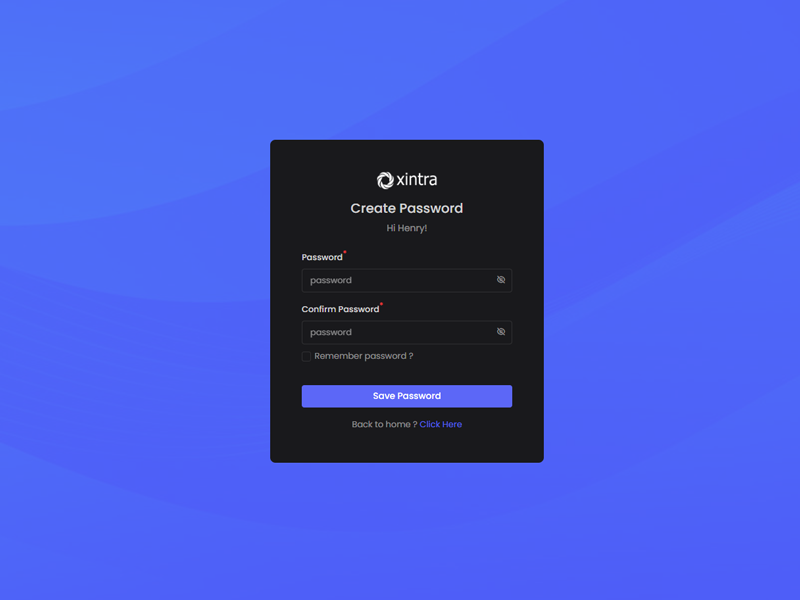 xintra
Create Password
Hi Henry!
Password*
password
Confirm Password*
password
Remember password ?
Save Password
Back to home ? Click Here